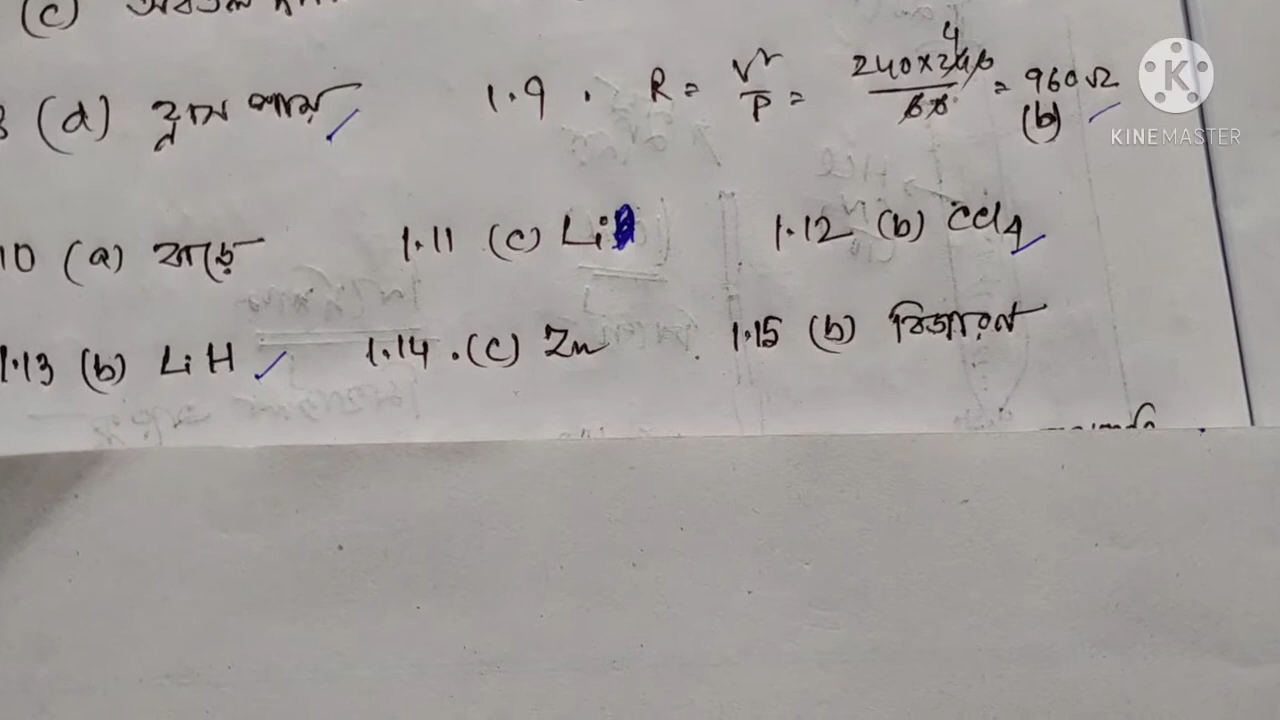 (c)
(d) হ্রাস পায় 1.9. R = V²/P = 240×240/60 4 = 960Ω
(b)
KINEMASTER
10 (a) বাড়ে 1.11 (c) Li 1.12 (b) CCl4
1.13 (b) LiH 1.14 .(c) Zn 1.15 (b) বিজারণ